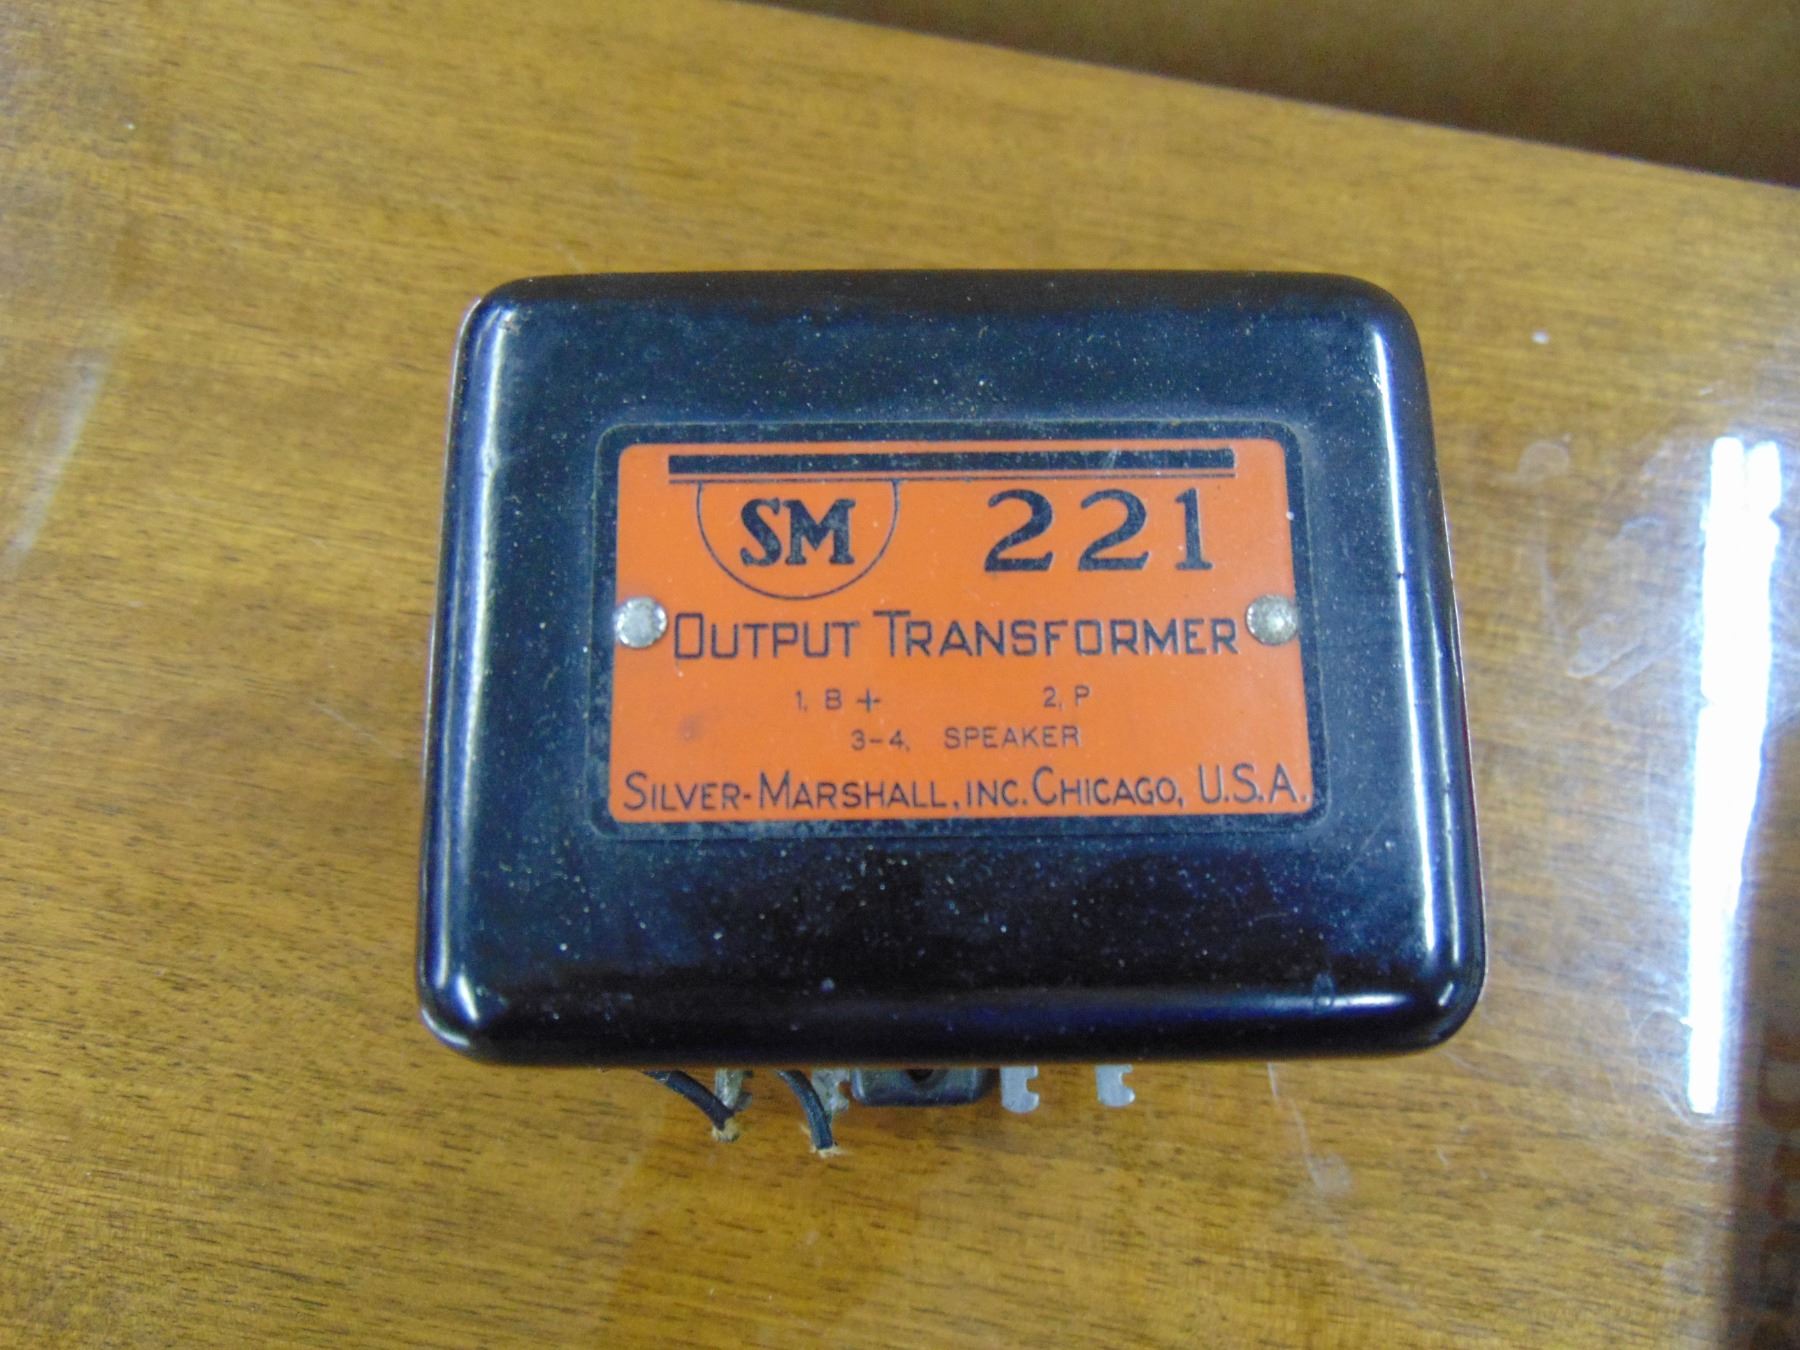 SM 221
OUTPUT TRANSFORMER
1, B + 2, P
3-4, SPEAKER
SILVER-MARSHALL, INC. CHICAGO, U.S.A.